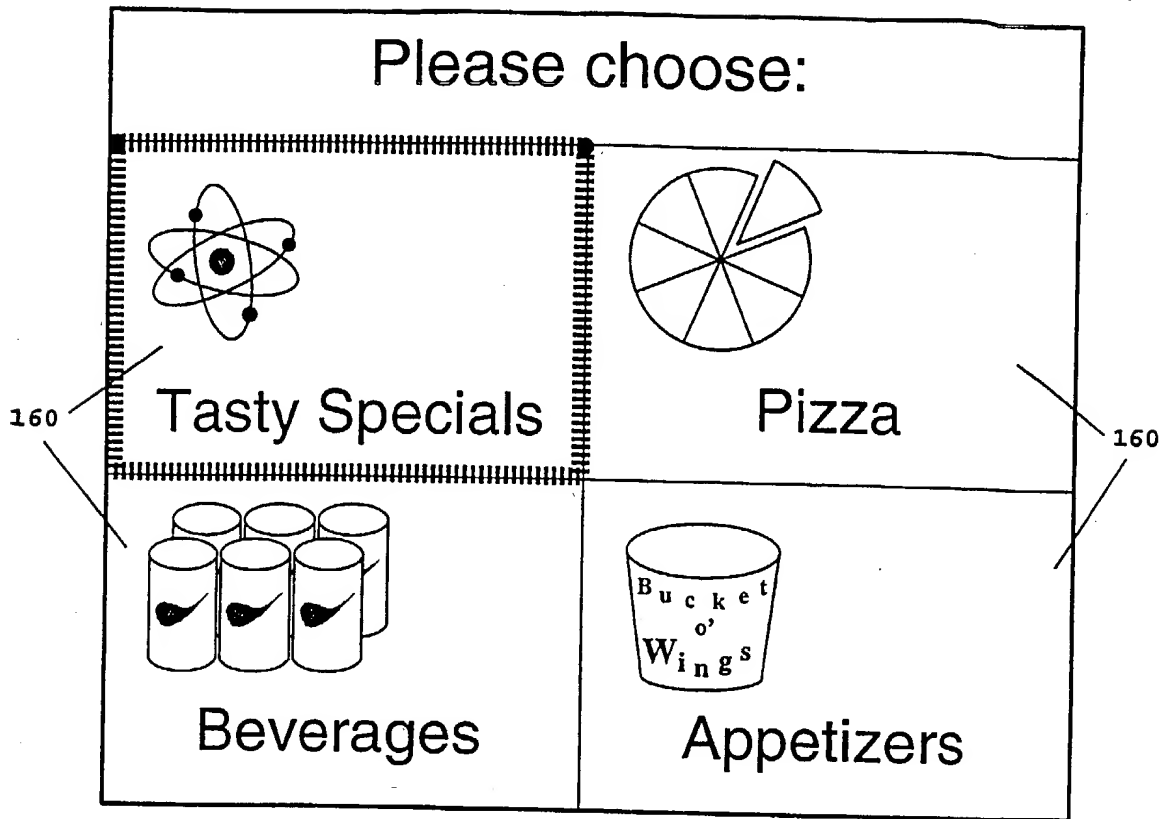 Please choose:
Tasty Specials
Pizza
160
160
Bucket
o'
Wings
Beverages
Appetizers